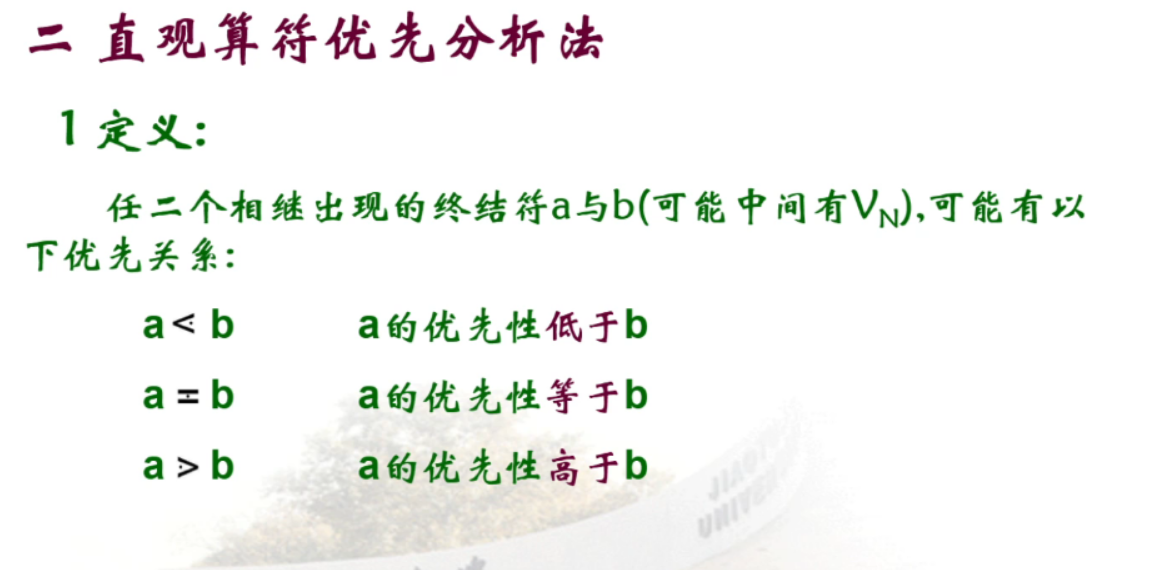 二 直观算符优先分析法
1 定义:
任二个相继出现的终结符a与b(可能中间有VN),可能有以
下优先关系:
a ⋖ b a的优先性低于b
a ≖ b a的优先性等于b
a ⋗ b a的优先性高于b
JIAOT
UNIVER